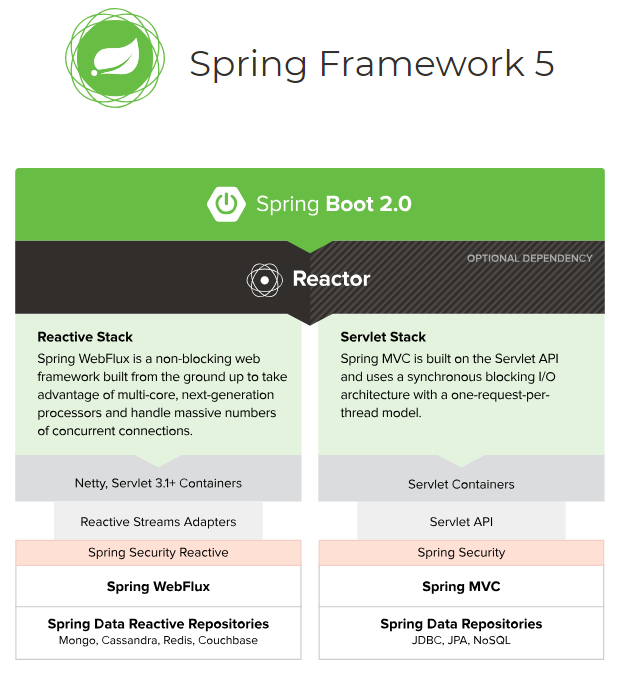 Spring Framework 5
Spring Boot 2.0
OPTIONAL DEPENDENCY
Reactor
Reactive Stack
Spring WebFlux is a non-blocking web
framework built from the ground up to take
advantage of multi-core, next-generation
processors and handle massive numbers
of concurrent connections.
Servlet Stack
Spring MVC is built on the Servlet API
and uses a synchronous blocking I/O
architecture with a one-request-per-
thread model.
Netty, Servlet 3.1+ Containers
Servlet Containers
Reactive Streams Adapters
Servlet API
Spring Security Reactive
Spring Security
Spring WebFlux
Spring MVC
Spring Data Reactive Repositories
Mongo, Cassandra, Redis, Couchbase
Spring Data Repositories
JDBC, JPA, NoSQL